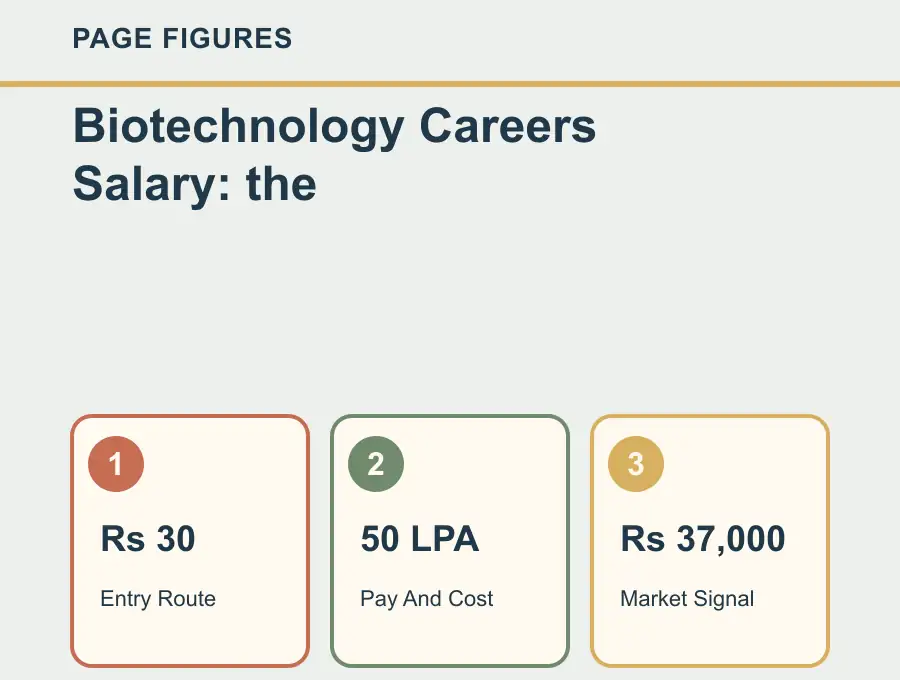 PAGE FIGURES
Biotechnology Careers
Salary: the
1
Rs 30
Entry Route
2
50 LPA
Pay And Cost
3
Rs 37,000
Market Signal